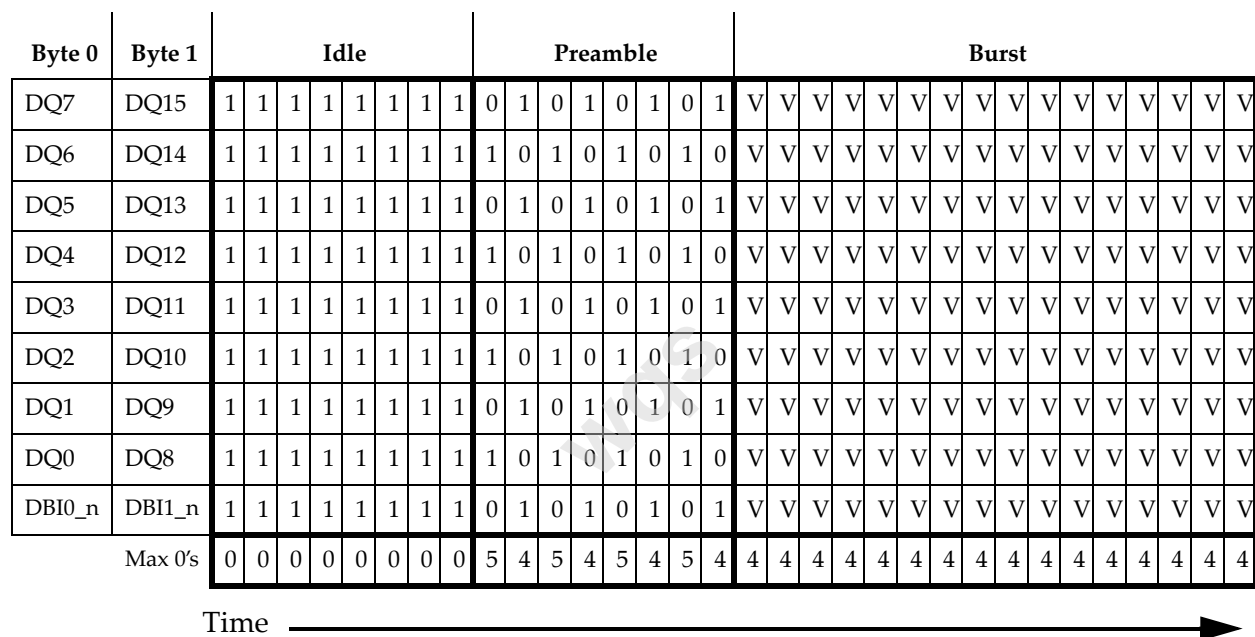 Byte 0 Byte 1 Idle Preamble Burst
DQ7 DQ15 1 1 1 1 1 1 1 1 0 1 0 1 0 1 0 1 V V V V V V V V V V V V V V V V
DQ6 DQ14 1 1 1 1 1 1 1 1 1 0 1 0 1 0 1 0 V V V V V V V V V V V V V V V V
DQ5 DQ13 1 1 1 1 1 1 1 1 0 1 0 1 0 1 0 1 V V V V V V V V V V V V V V V V
DQ4 DQ12 1 1 1 1 1 1 1 1 1 0 1 0 1 0 1 0 V V V V V V V V V V V V V V V V
DQ3 DQ11 1 1 1 1 1 1 1 1 0 1 0 1 0 1 0 1 V V V V V V V V V V V V V V V V
DQ2 DQ10 1 1 1 1 1 1 1 1 1 0 1 0 1 0 1 0 V V V V V V V V V V V V V V V V
DQ1 DQ9 1 1 1 1 1 1 1 1 0 1 0 1 0 1 0 1 V V V V V V V V V V V V V V V V
DQ0 DQ8 1 1 1 1 1 1 1 1 1 0 1 0 1 0 1 0 V V V V V V V V V V V V V V V V
DBI0_n DBI1_n 1 1 1 1 1 1 1 1 0 1 0 1 0 1 0 1 V V V V V V V V V V V V V V V V
Max 0's 0 0 0 0 0 0 0 0 5 4 5 4 5 4 5 4 4 4 4 4 4 4 4 4 4 4 4 4 4 4 4 4
Time
wqs